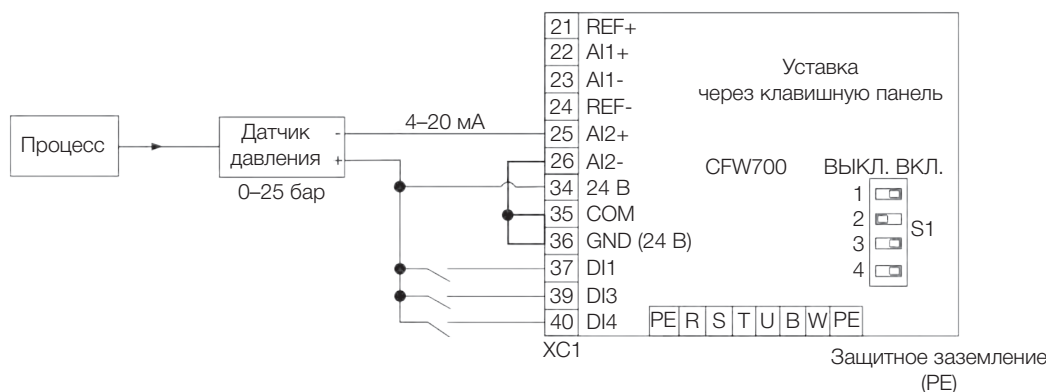 21 REF+
22 AI1+
23 AI1-
24 REF-
25 AI2+
26 AI2-
34 24 В
35 COM
36 GND (24 В)
37 DI1
39 DI3
40 DI4
XC1
Процесс
Датчик
давления
-
+
0–25 бар
4–20 мА
Уставка
через клавишную панель
CFW700
ВЫКЛ. ВКЛ.
1
2
3
4
S1
PE R S T U B W PE
Защитное заземление
(PE)